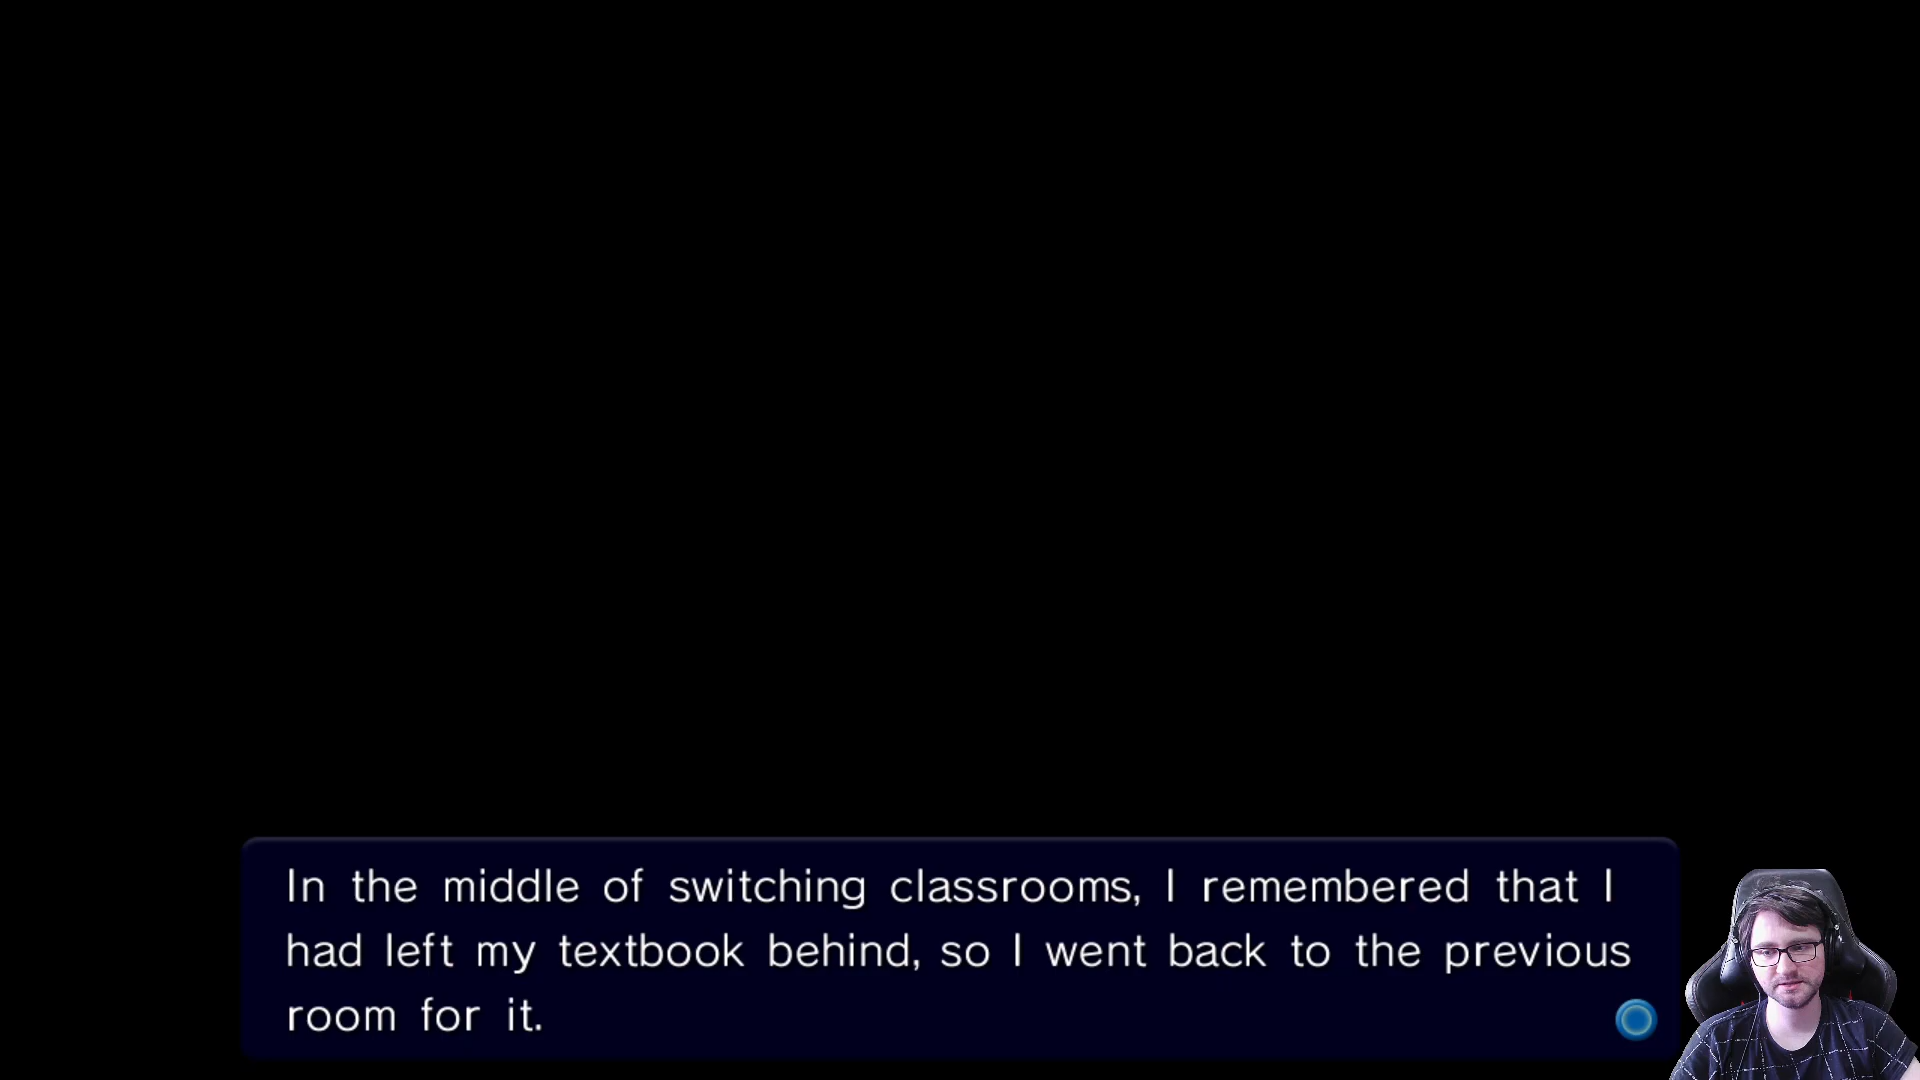 In the middle of switching classrooms, I remembered that I
had left my textbook behind, so I went back to the previous
room for it.